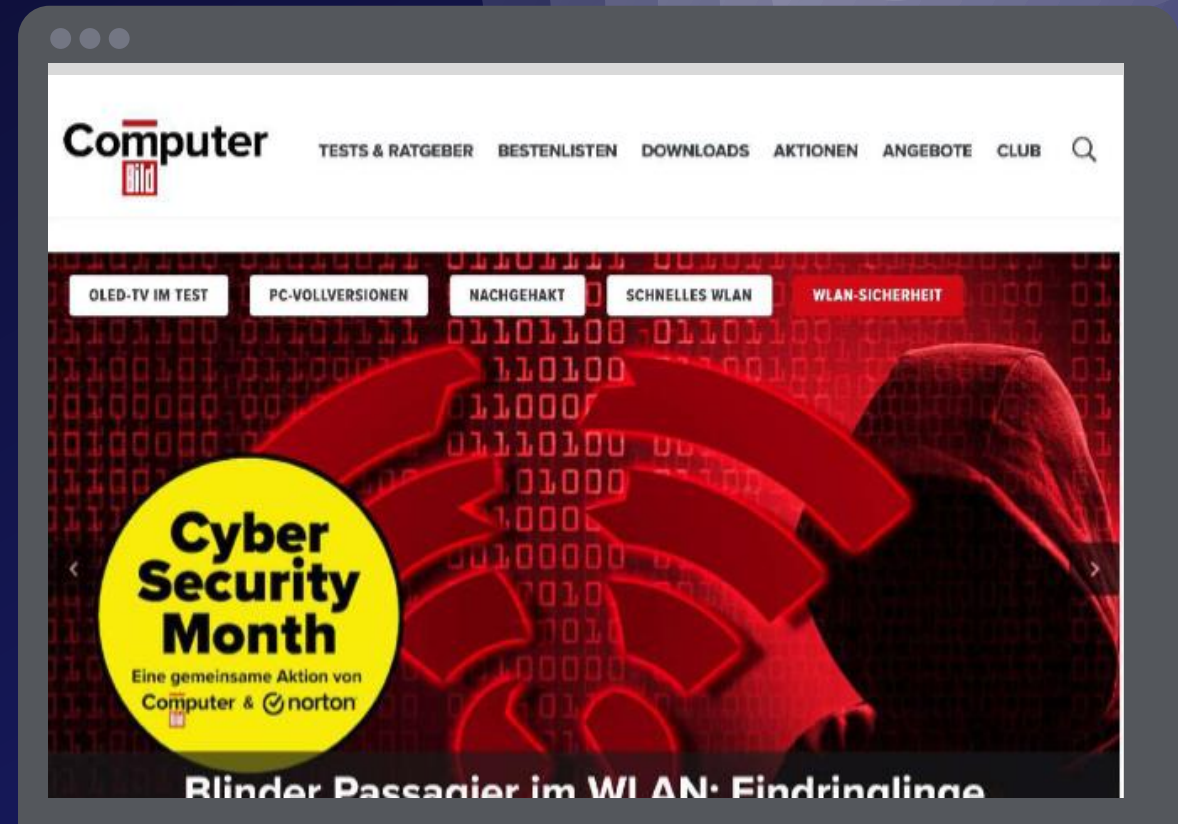 Computer
Bild
TESTS & RATGEBER BESTENLISTEN DOWNLOADS AKTIONEN ANGEBOTE CLUB
OLED-TV IM TEST PC-VOLLVERSIONEN NACHGEHAKT SCHNELLES WLAN WLAN-SICHERHEIT
Cyber
Security
Month
Eine gemeinsame Aktion von
Computer & norton
Bild
Blinder Passagier im WLAN: Eindringlinge